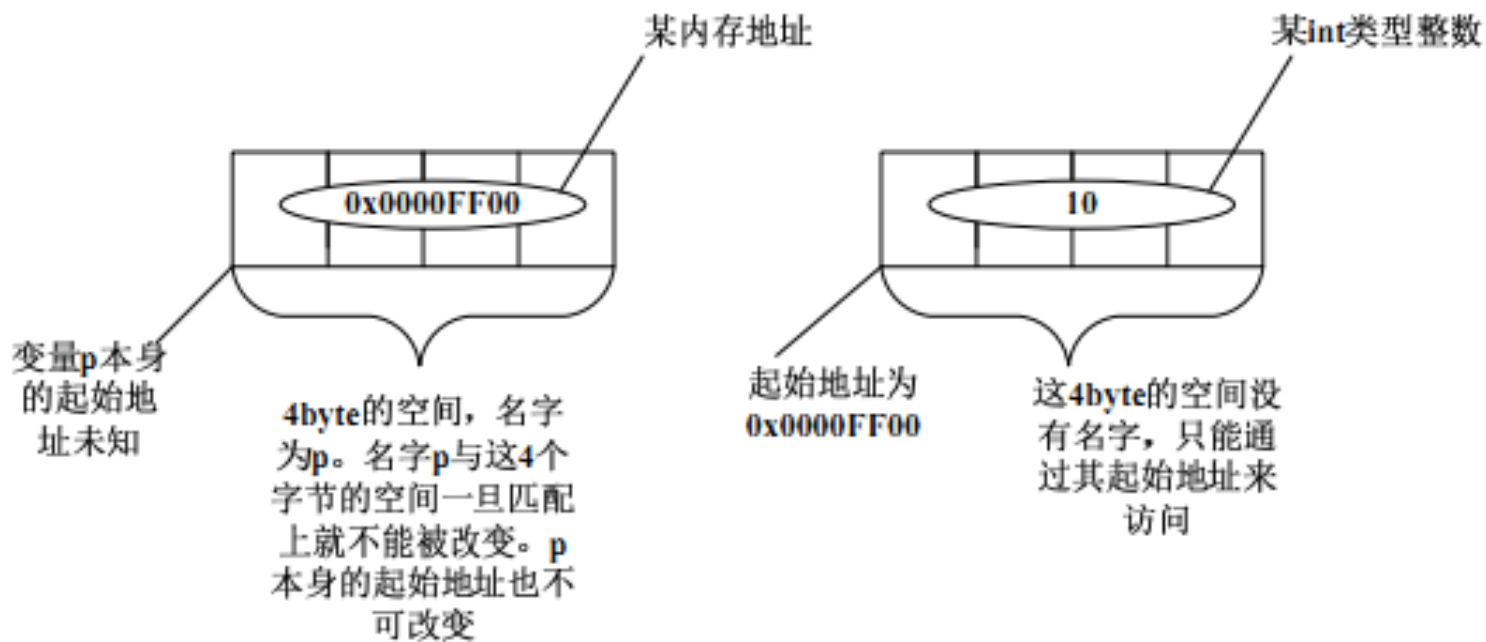 某内存地址
某int类型整数
0x0000FF00
10
变量p本身
的起始地
址未知
4byte的空间，名字
为p。名字p与这4个
字节的空间一旦匹配
上就不能被改变。p
本身的起始地址也不
可改变
起始地址为
0x0000FF00
这4byte的空间没
有名字，只能通
过其起始地址来
访问